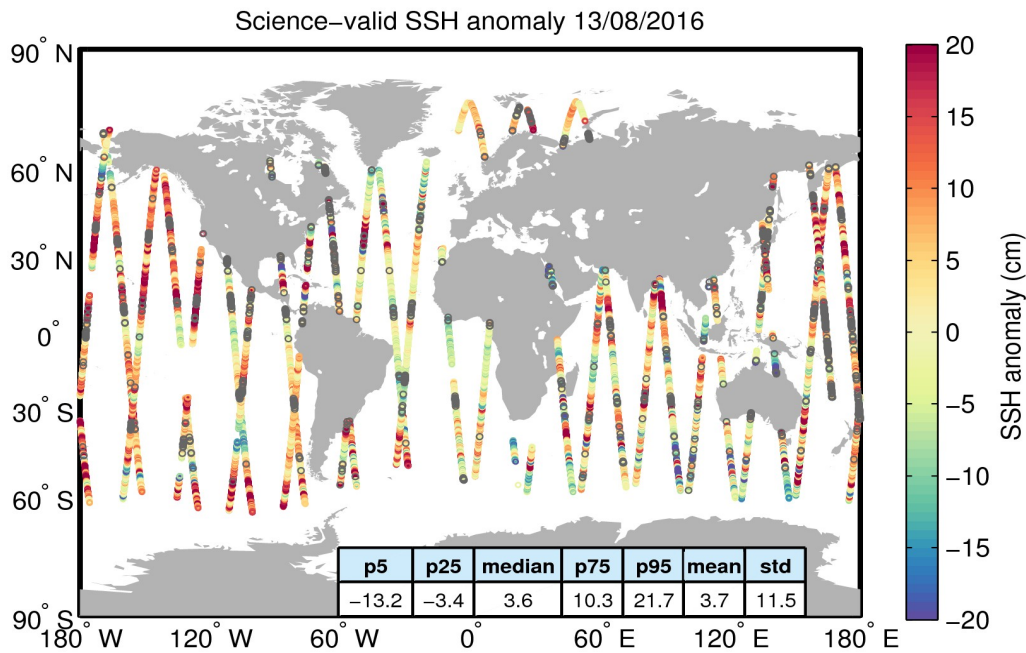 Science−valid SSH anomaly 13/08/2016
90° N
60° N
30° N
0°
30° S
60° S
90° S
180° W
120° W
60° W
0°
60° E
120° E
180° E
p5 p25 median p75 p95 mean std
−13.2 −3.4 3.6 10.3 21.7 3.7 11.5
20
15
10
5
0
−5
−10
−15
−20
SSH anomaly (cm)